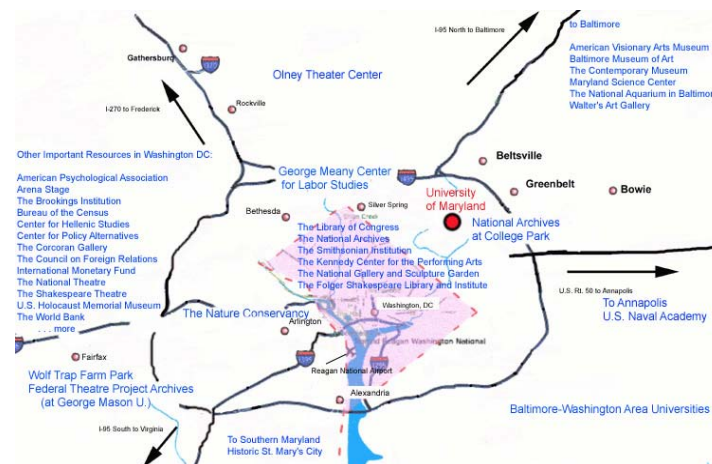 to Baltimore
I-95 North to Baltimore
American Visionary Arts Museum
Baltimore Museum of Art
The Contemporary Museum
Maryland Science Center
The National Aquarium in Baltimor
Walter's Art Gallery
Gathersburg
Olney Theater Center
Rockville
I-270 to Frederick
Other Important Resources in Washington DC:
American Psychological Association
Arena Stage
The Brookings Institution
Bureau of the Census
Center for Hellenic Studies
Center for Policy Alternatives
The Corcoran Gallery
The Council on Foreign Relations
International Monetary Fund
The National Theatre
The Shakespeare Theatre
U.S. Holocaust Memorial Museum
The World Bank
. . . more
George Meany Center
for Labor Studies
Beltsville
Greenbelt
Bowie
University
of Maryland
Silver Spring
Bethesda
National Archives
at College Park
The Library of Congress
The National Archives
The Smithsonian Institution
The Kennedy Center for the Performing Arts
The National Gallery and Sculpture Garden
The Folger Shakespeare Library and Institute
U.S. Rt. 50 to Annapolis
To Annapolis
U.S. Naval Academy
The Nature Conservancy
Washington, DC
Arlington
Reagan Washington National
Reagan National Airport
Fairfax
Wolf Trap Farm Park
Federal Theatre Project Archives
(at George Mason U.)
Alexandria
Baltimore-Washington Area Universities
I-95 South to Virginia
To Southern Maryland
Historic St. Mary's City